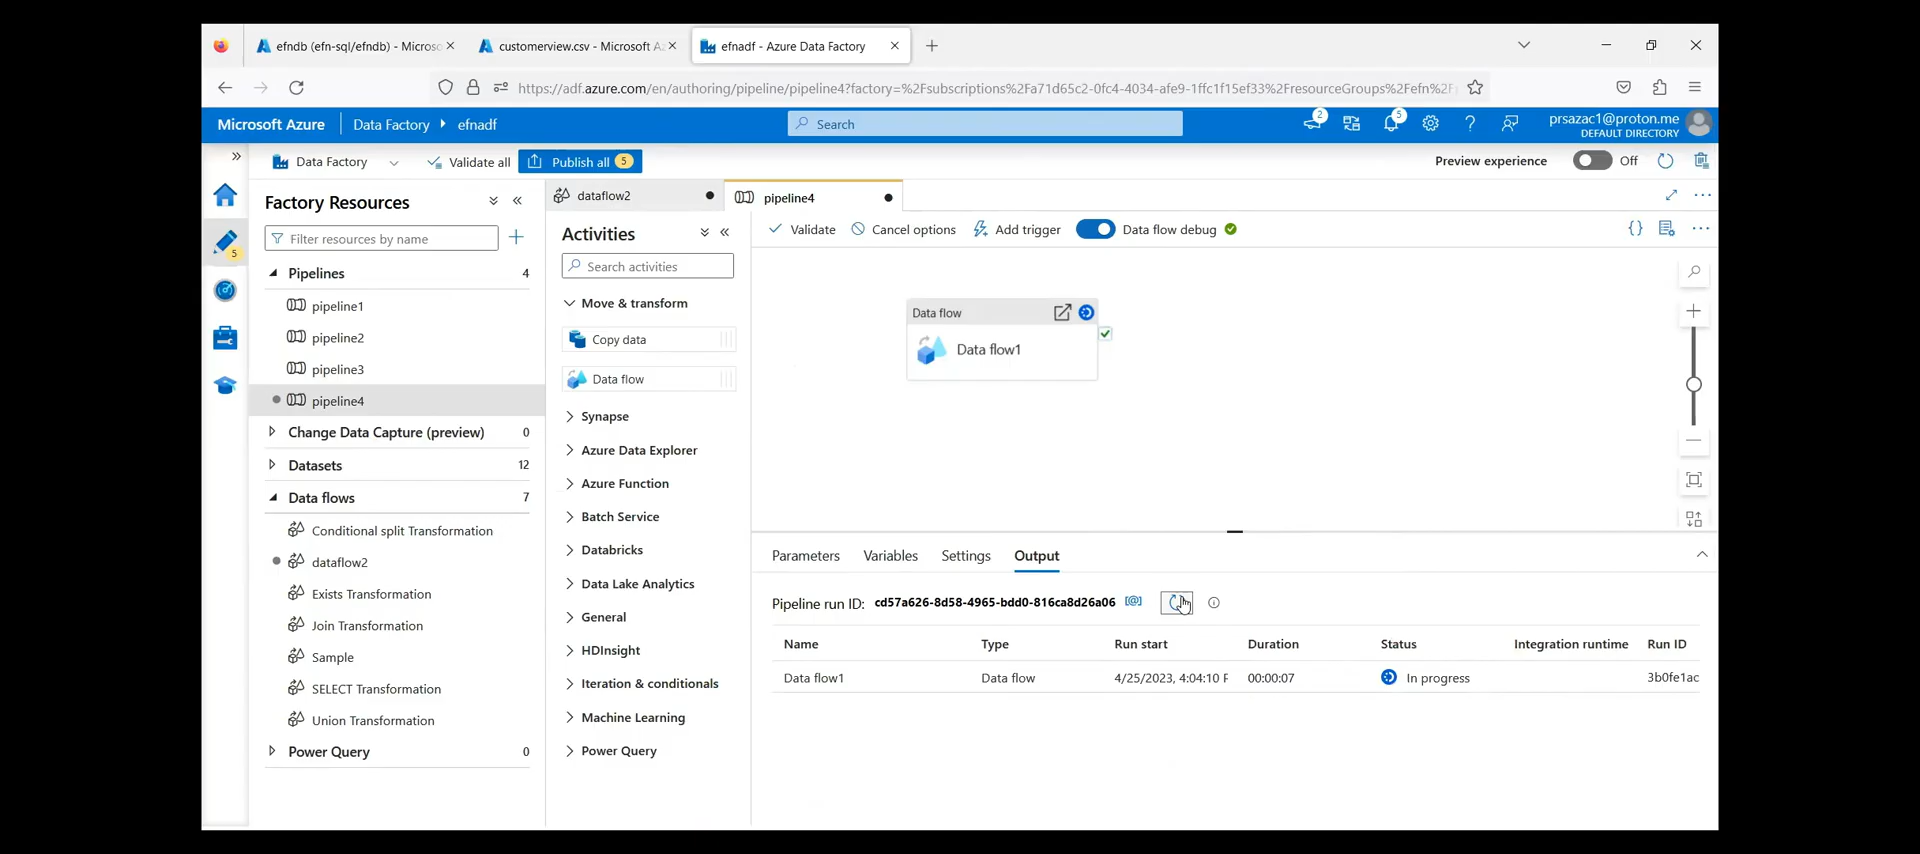 efndb (efn-sql/efndb) - Microso
customerview.csv - Microsoft Az
efnadf - Azure Data Factory
https://adf.azure.com/en/authoring/pipeline/pipeline4?factory=%2Fsubscriptions%2Fa71d65c2-0fc4-4034-afe9-1ffc1f15ef33%2FresourceGroups%2Fefn%2F
Microsoft Azure
Data Factory
efnadf
Search
2
5
prsazac1@proton.me
DEFAULT DIRECTORY
Data Factory
Validate all
Publish all
5
Preview experience
Off
5
Factory Resources
Filter resources by name
Pipelines 4
pipeline1
pipeline2
pipeline3
pipeline4
Change Data Capture (preview) 0
Datasets 12
Data flows 7
Conditional split Transformation
dataflow2
Exists Transformation
Join Transformation
Sample
SELECT Transformation
Union Transformation
Power Query 0
dataflow2
pipeline4
Activities
Search activities
Move & transform
Copy data
Data flow
Synapse
Azure Data Explorer
Azure Function
Batch Service
Databricks
Data Lake Analytics
General
HDInsight
Iteration & conditionals
Machine Learning
Power Query
Validate
Cancel options
Add trigger
Data flow debug
Data flow
Data flow1
Parameters
Variables
Settings
Output
Pipeline run ID: cd57a626-8d58-4965-bdd0-816ca8d26a06
Name Type Run start Duration Status Integration runtime Run ID
Data flow1 Data flow 4/25/2023, 4:04:10 P 00:00:07 In progress 3b0fe1ac